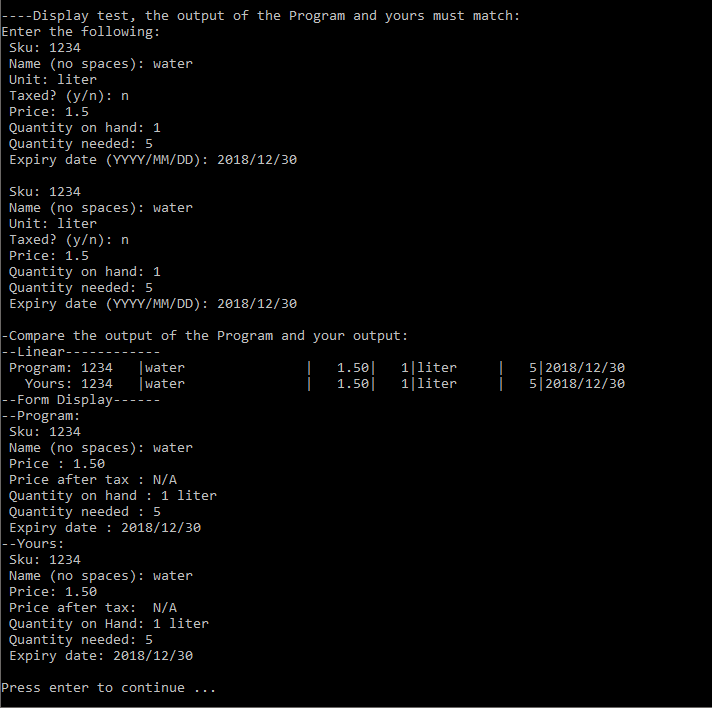 ----Display test, the output of the Program and yours must match:
Enter the following:
 Sku: 1234
 Name (no spaces): water
 Unit: liter
 Taxed? (y/n): n
 Price: 1.5
 Quantity on hand: 1
 Quantity needed: 5
 Expiry date (YYYY/MM/DD): 2018/12/30

 Sku: 1234
 Name (no spaces): water
 Unit: liter
 Taxed? (y/n): n
 Price: 1.5
 Quantity on hand: 1
 Quantity needed: 5
 Expiry date (YYYY/MM/DD): 2018/12/30

-Compare the output of the Program and your output:
--Linear------------
 Program: 1234   |water               |   1.50|   1|liter     |   5|2018/12/30
   Yours: 1234   |water               |   1.50|   1|liter     |   5|2018/12/30
--Form Display------
--Program:
 Sku: 1234
 Name (no spaces): water
 Price : 1.50
 Price after tax : N/A
 Quantity on hand : 1 liter
 Quantity needed : 5
 Expiry date : 2018/12/30
--Yours:
 Sku: 1234
 Name (no spaces): water
 Price: 1.50
 Price after tax:  N/A
 Quantity on Hand: 1 liter
 Quantity needed: 5
 Expiry date: 2018/12/30

Press enter to continue ...